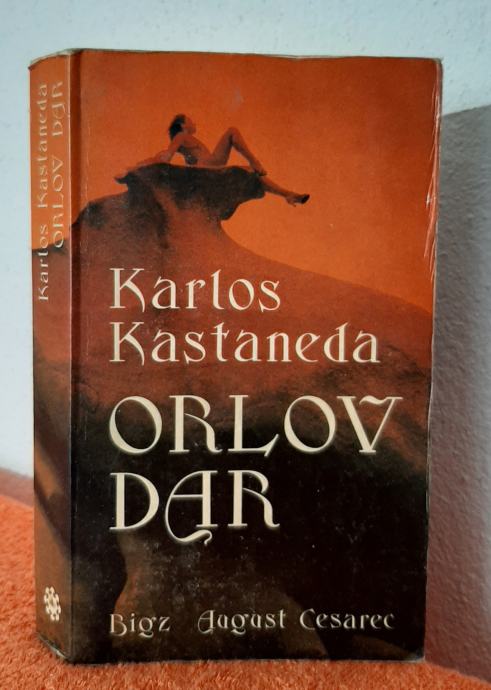 Karlos Kastaneda
ORLOV DAR
Karlos
Kastaneda
ORLOV
DAR
Bigz August Cesarec